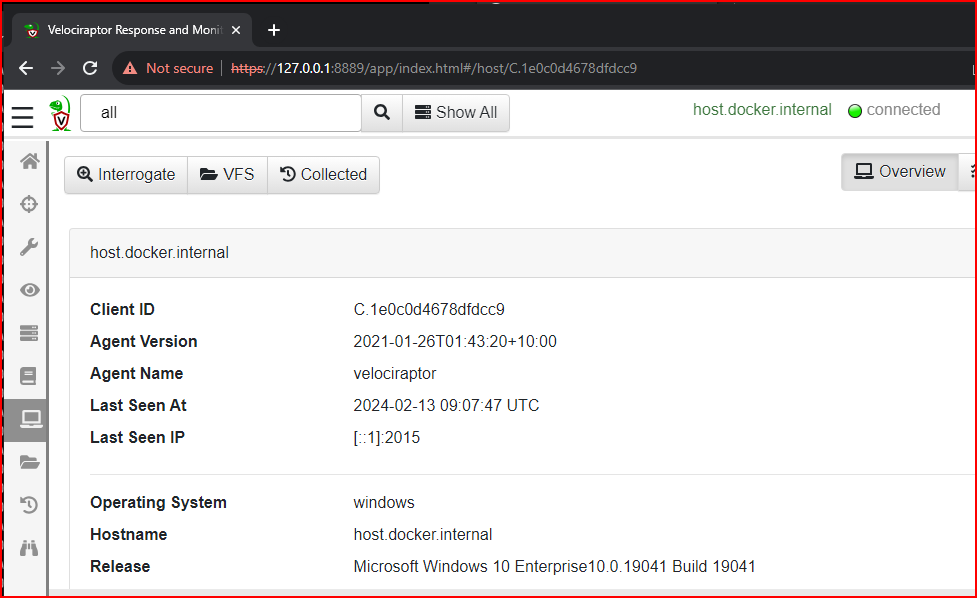 Velociraptor Response and Monit
Not secure | https://127.0.0.1:8889/app/index.html#/host/C.1e0c0d4678dfdcc9
all Show All host.docker.internal connected
Interrogate VFS Collected Overview
host.docker.internal
Client ID C.1e0c0d4678dfdcc9
Agent Version 2021-01-26T01:43:20+10:00
Agent Name velociraptor
Last Seen At 2024-02-13 09:07:47 UTC
Last Seen IP [::1]:2015
Operating System windows
Hostname host.docker.internal
Release Microsoft Windows 10 Enterprise10.0.19041 Build 19041